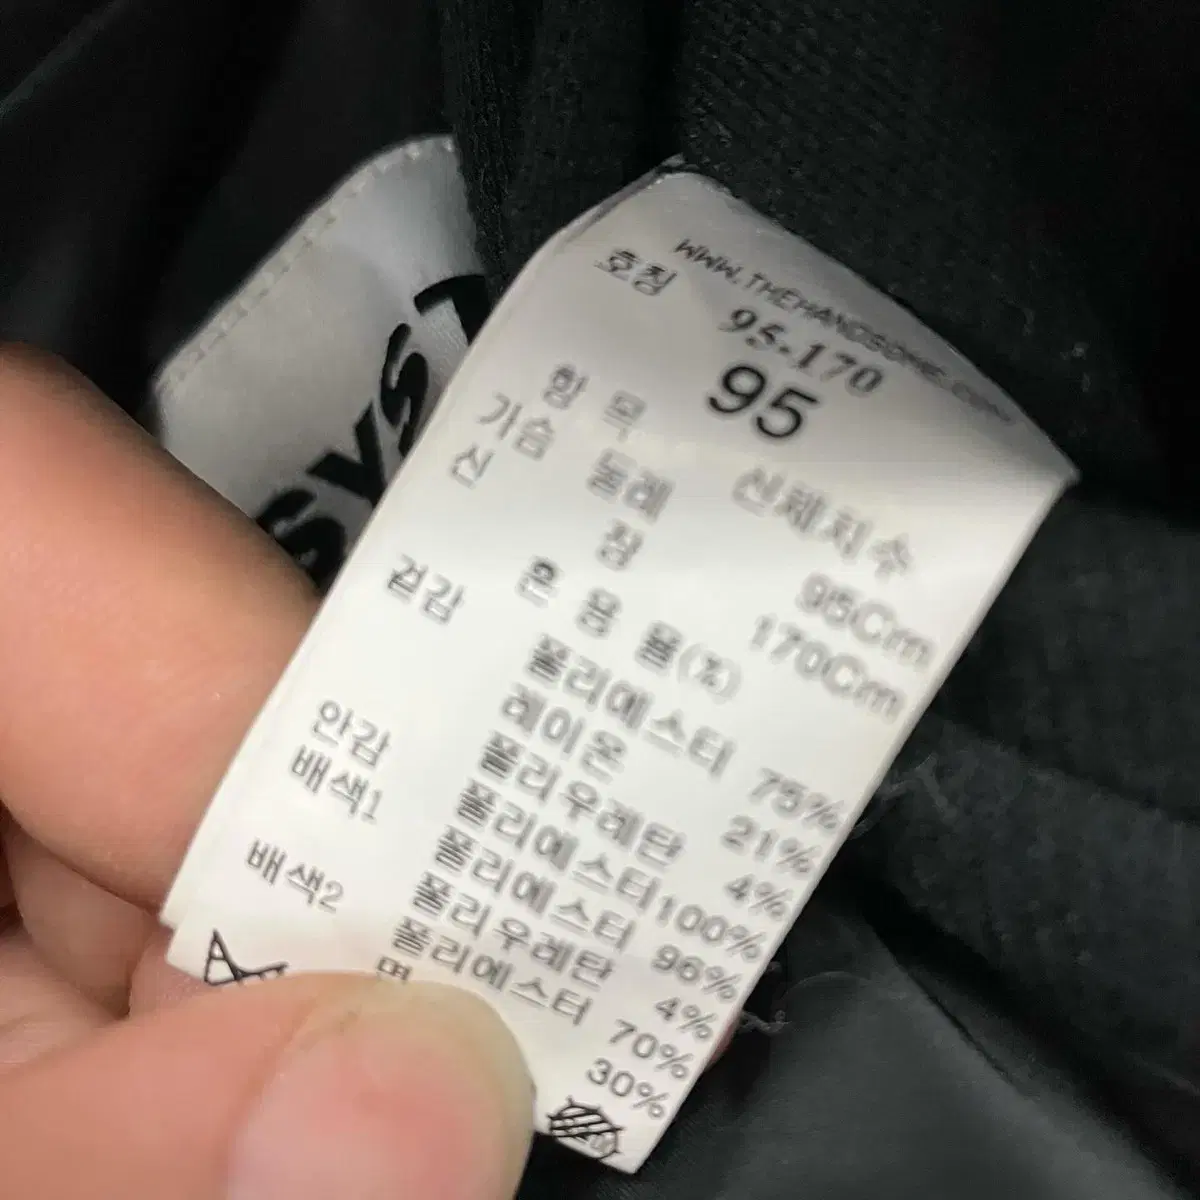 SYST
WWW.THEHANDSOME.COM
호칭 95-170
95
항 목 신체치수
가슴 둘레 95Cm
신 장 170Cm
혼 용 율(%)
겉감 폴리에스터 75%
레이온 21%
폴리우레탄 4%
안감 폴리에스터 100%
배색1 폴리에스터 96%
폴리우레탄 4%
배색2 폴리에스터 70%
면 30%